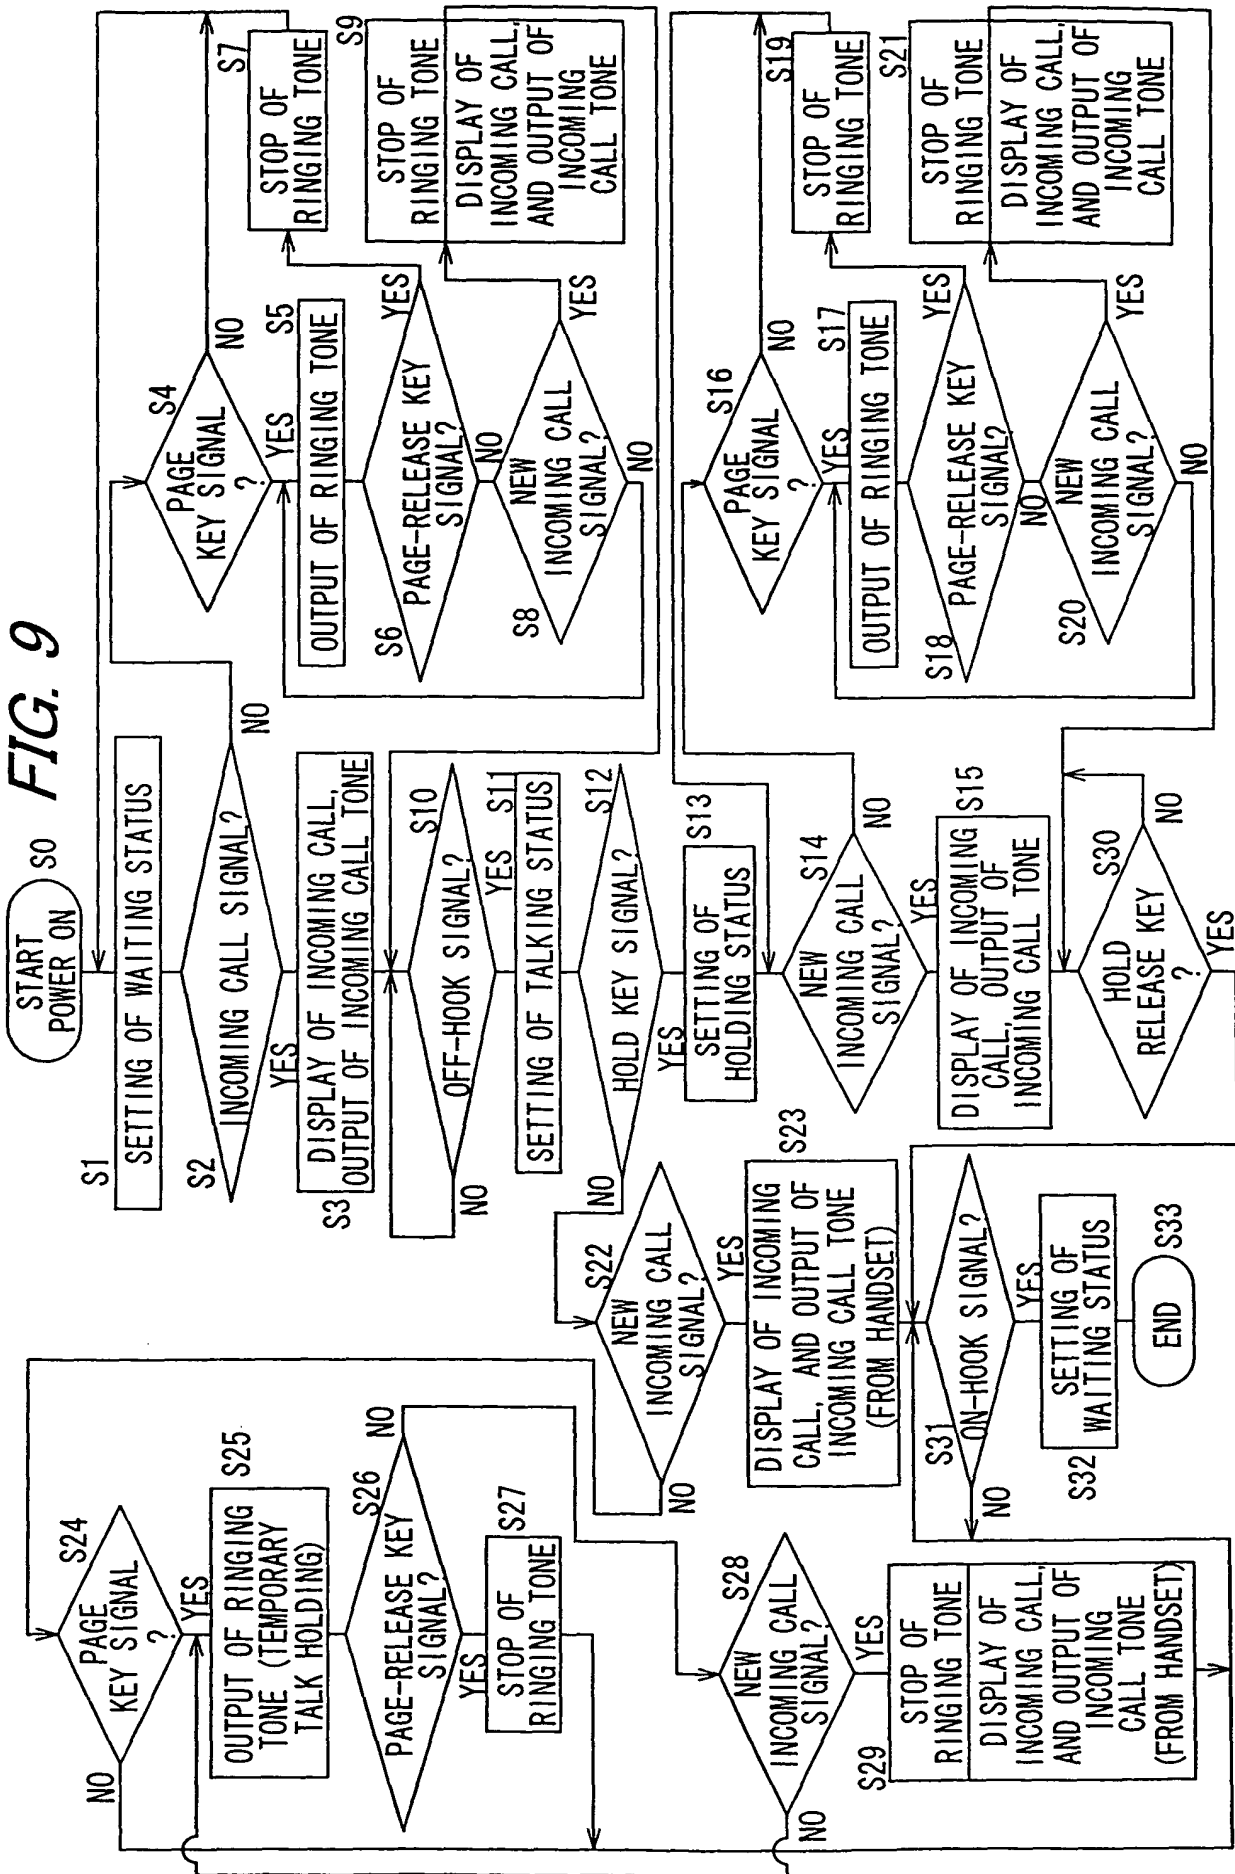 FIG. 9
START
POWER ON
S0
S1
SETTING OF WAITING STATUS
S2
INCOMING CALL SIGNAL?
NO
YES
S3
DISPLAY OF INCOMING CALL,
OUTPUT OF INCOMING CALL TONE
S4
PAGE
KEY SIGNAL
?
NO
YES
S5
OUTPUT OF RINGING TONE
S6
PAGE-RELEASE KEY
SIGNAL?
YES
NO
S7
STOP OF
RINGING TONE
S8
NEW
INCOMING CALL
SIGNAL?
YES
NO
S9
STOP OF
RINGING TONE
DISPLAY OF
INCOMING CALL,
AND OUTPUT OF
INCOMING
CALL TONE
S10
OFF-HOOK SIGNAL?
NO
YES
S11
SETTING OF TALKING STATUS
S12
HOLD KEY SIGNAL?
NO
YES
S13
SETTING OF
HOLDING STATUS
S14
NEW
INCOMING CALL
SIGNAL?
NO
YES
S15
DISPLAY OF INCOMING
CALL, OUTPUT OF
INCOMING CALL TONE
S16
PAGE
KEY SIGNAL
?
NO
YES
S17
OUTPUT OF RINGING TONE
S18
PAGE-RELEASE KEY
SIGNAL?
YES
NO
S19
STOP OF
RINGING TONE
S20
NEW
INCOMING CALL
SIGNAL?
YES
NO
S21
STOP OF
RINGING TONE
DISPLAY OF
INCOMING CALL,
AND OUTPUT OF
INCOMING
CALL TONE
S22
NEW
INCOMING CALL
SIGNAL?
NO
YES
S23
DISPLAY OF INCOMING
CALL, AND OUTPUT OF
INCOMING CALL TONE
(FROM HANDSET)
S24
PAGE
KEY SIGNAL
?
NO
YES
S25
OUTPUT OF RINGING
TONE (TEMPORARY
TALK HOLDING)
S26
PAGE-RELEASE KEY
SIGNAL?
NO
YES
S27
STOP OF
RINGING TONE
S28
NEW
INCOMING CALL
SIGNAL?
NO
YES
S29
STOP OF
RINGING TONE
DISPLAY OF
INCOMING CALL,
AND OUTPUT OF
INCOMING
CALL TONE
(FROM HANDSET)
S30
HOLD
RELEASE KEY
?
NO
YES
S31
ON-HOOK SIGNAL?
NO
YES
S32
SETTING OF
WAITING STATUS
S33
END